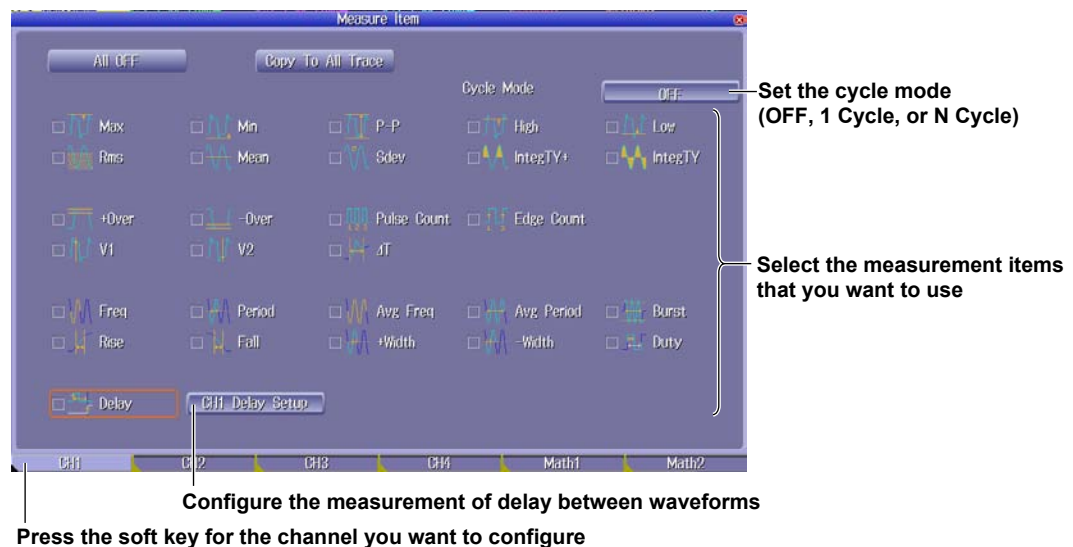 Measure Item
All OFF Copy To All Trace
Cycle Mode OFF
Set the cycle mode
(OFF, 1 Cycle, or N Cycle)
Max Min P-P High Low
Rms Mean Sdev IntegTY+ IntegTY
+Over -Over Pulse Count Edge Count
V1 V2 ΔT
Select the measurement items
that you want to use
Freq Period Avg Freq Avg Period Burst
Rise Fall +Width -Width Duty
Delay CH1 Delay Setup
CH1 CH2 CH3 CH4 Math1 Math2
Configure the measurement of delay between waveforms
Press the soft key for the channel you want to configure